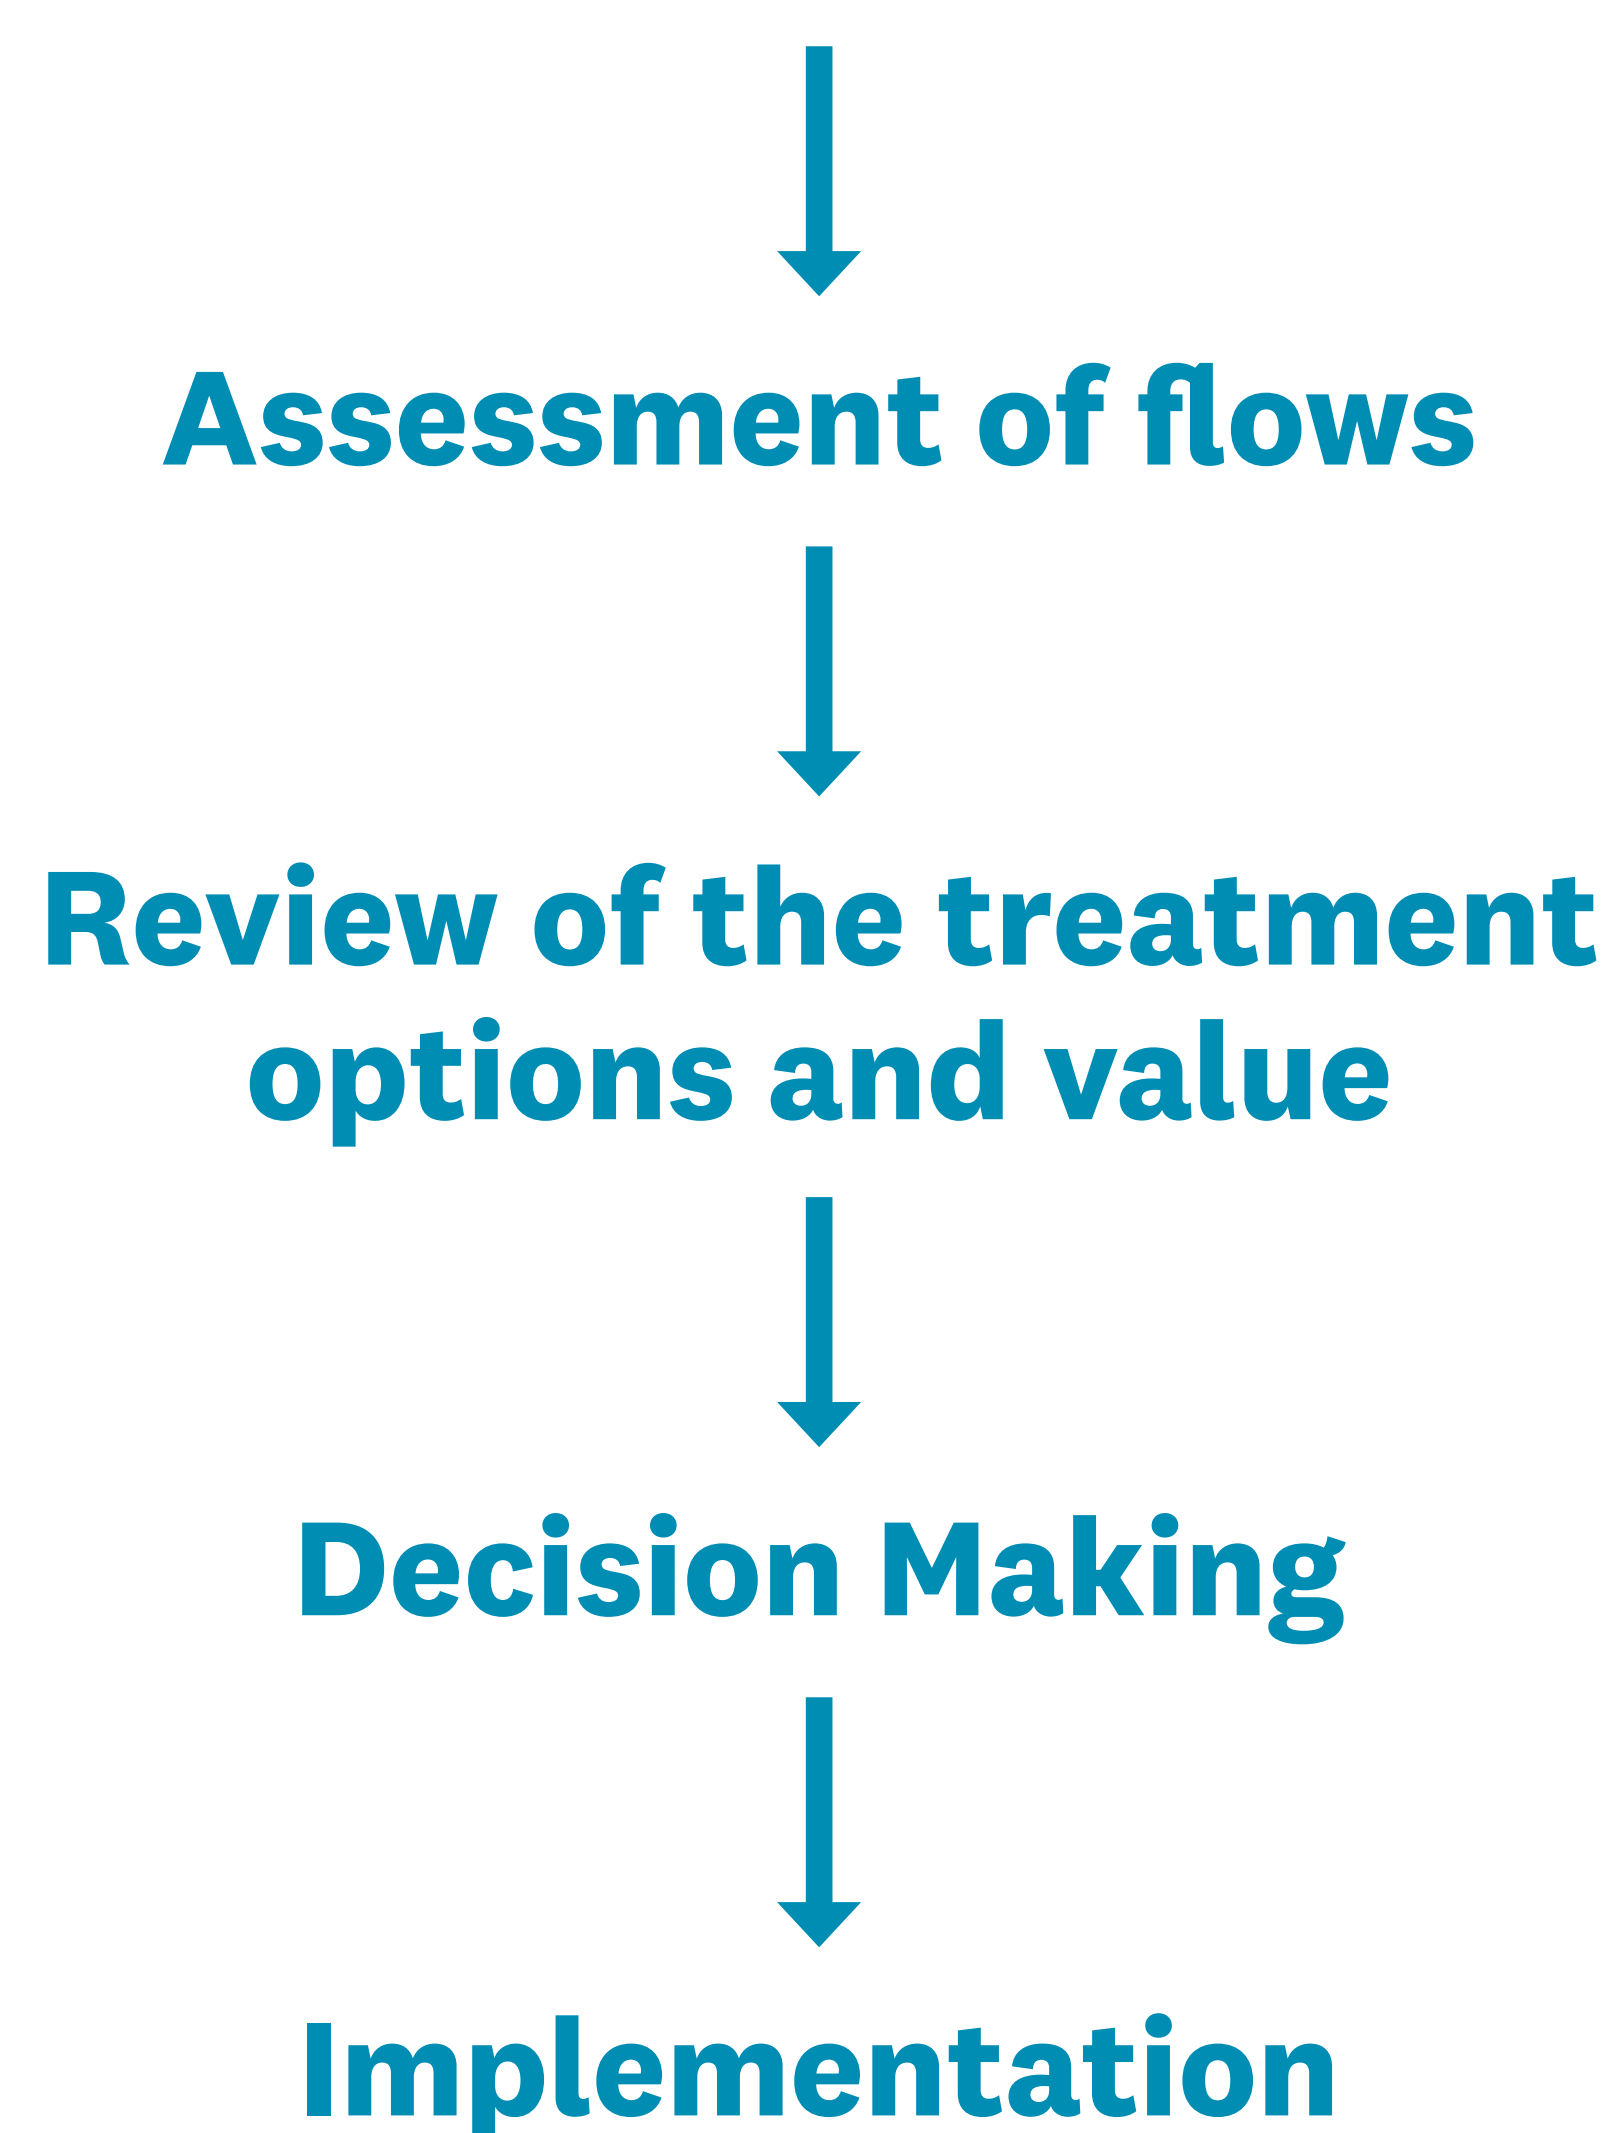 Assessment of flows
Review of the treatment
options and value
Decision Making
Implementation